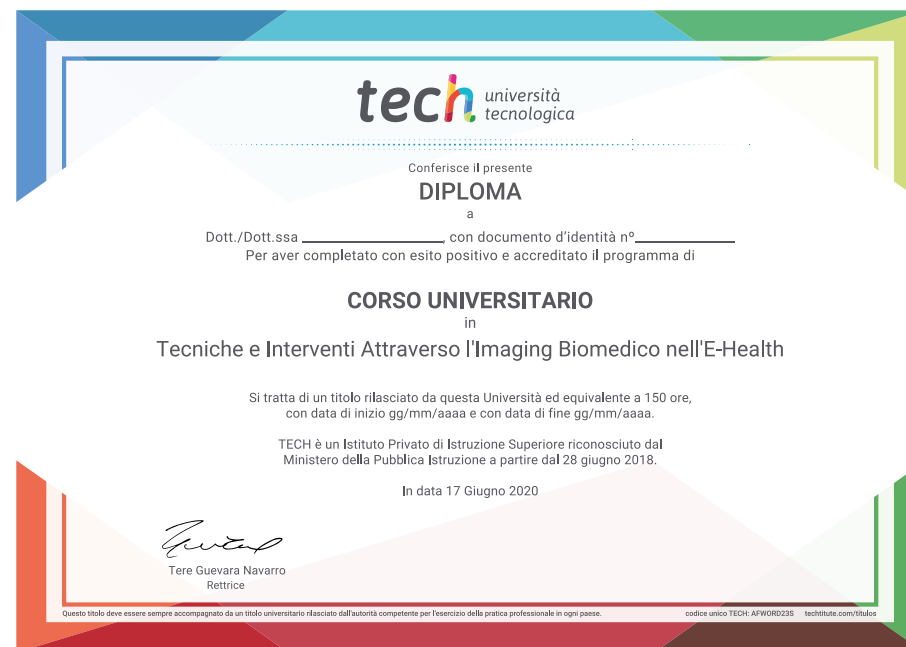 tech università
tecnologica
Conferisce il presente
DIPLOMA
a
Dott./Dott.ssa ____________________, con documento d'identità nº______________
Per aver completato con esito positivo e accreditato il programma di
CORSO UNIVERSITARIO
in
Tecniche e Interventi Attraverso l'Imaging Biomedico nell'E-Health
Si tratta di un titolo rilasciato da questa Università ed equivalente a 150 ore,
con data di inizio gg/mm/aaaa e con data di fine gg/mm/aaaa.
TECH è un Istituto Privato di Istruzione Superiore riconosciuto dal
Ministero della Pubblica Istruzione a partire dal 28 giugno 2018.
In data 17 Giugno 2020
Tere Guevara Navarro
Rettrice
Questo titolo deve essere sempre accompagnato da un titolo universitario rilasciato dall'autorità competente per l'esercizio della pratica professionale in ogni paese. codice unico TECH: AFWORD23S techtitute.com/titulos